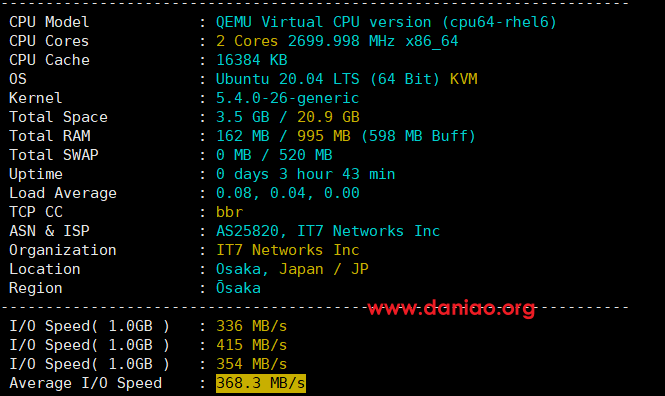 ----------------------------------------------------------------------
CPU Model : QEMU Virtual CPU version (cpu64-rhel6)
CPU Cores : 2 Cores 2699.998 MHz x86_64
CPU Cache : 16384 KB
OS : Ubuntu 20.04 LTS (64 Bit) KVM
Kernel : 5.4.0-26-generic
Total Space : 3.5 GB / 20.9 GB
Total RAM : 162 MB / 995 MB (598 MB Buff)
Total SWAP : 0 MB / 520 MB
Uptime : 0 days 3 hour 43 min
Load Average : 0.08, 0.04, 0.00
TCP CC : bbr
ASN & ISP : AS25820, IT7 Networks Inc
Organization : IT7 Networks Inc
Location : Osaka, Japan / JP
Region : Ōsaka
----------------------------------------------------------------------
www.daniao.org
I/O Speed( 1.0GB ) : 336 MB/s
I/O Speed( 1.0GB ) : 415 MB/s
I/O Speed( 1.0GB ) : 354 MB/s
Average I/O Speed : 368.3 MB/s